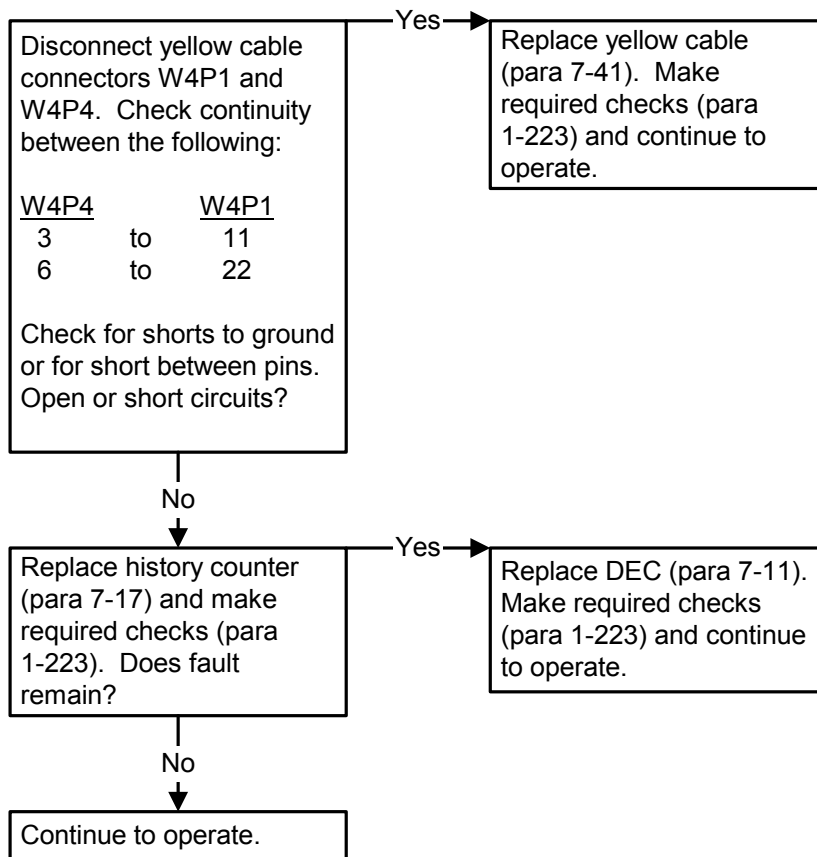 Disconnect yellow cable
connectors W4P1 and
W4P4. Check continuity
between the following:
W4P4 W4P1
3 to 11
6 to 22
Check for shorts to ground
or for short between pins.
Open or short circuits?
Yes
Replace yellow cable
(para 7-41). Make
required checks (para
1-223) and continue to
operate.
No
Replace history counter
(para 7-17) and make
required checks (para
1-223). Does fault
remain?
Yes
Replace DEC (para 7-11).
Make required checks
(para 1-223) and continue
to operate.
No
Continue to operate.